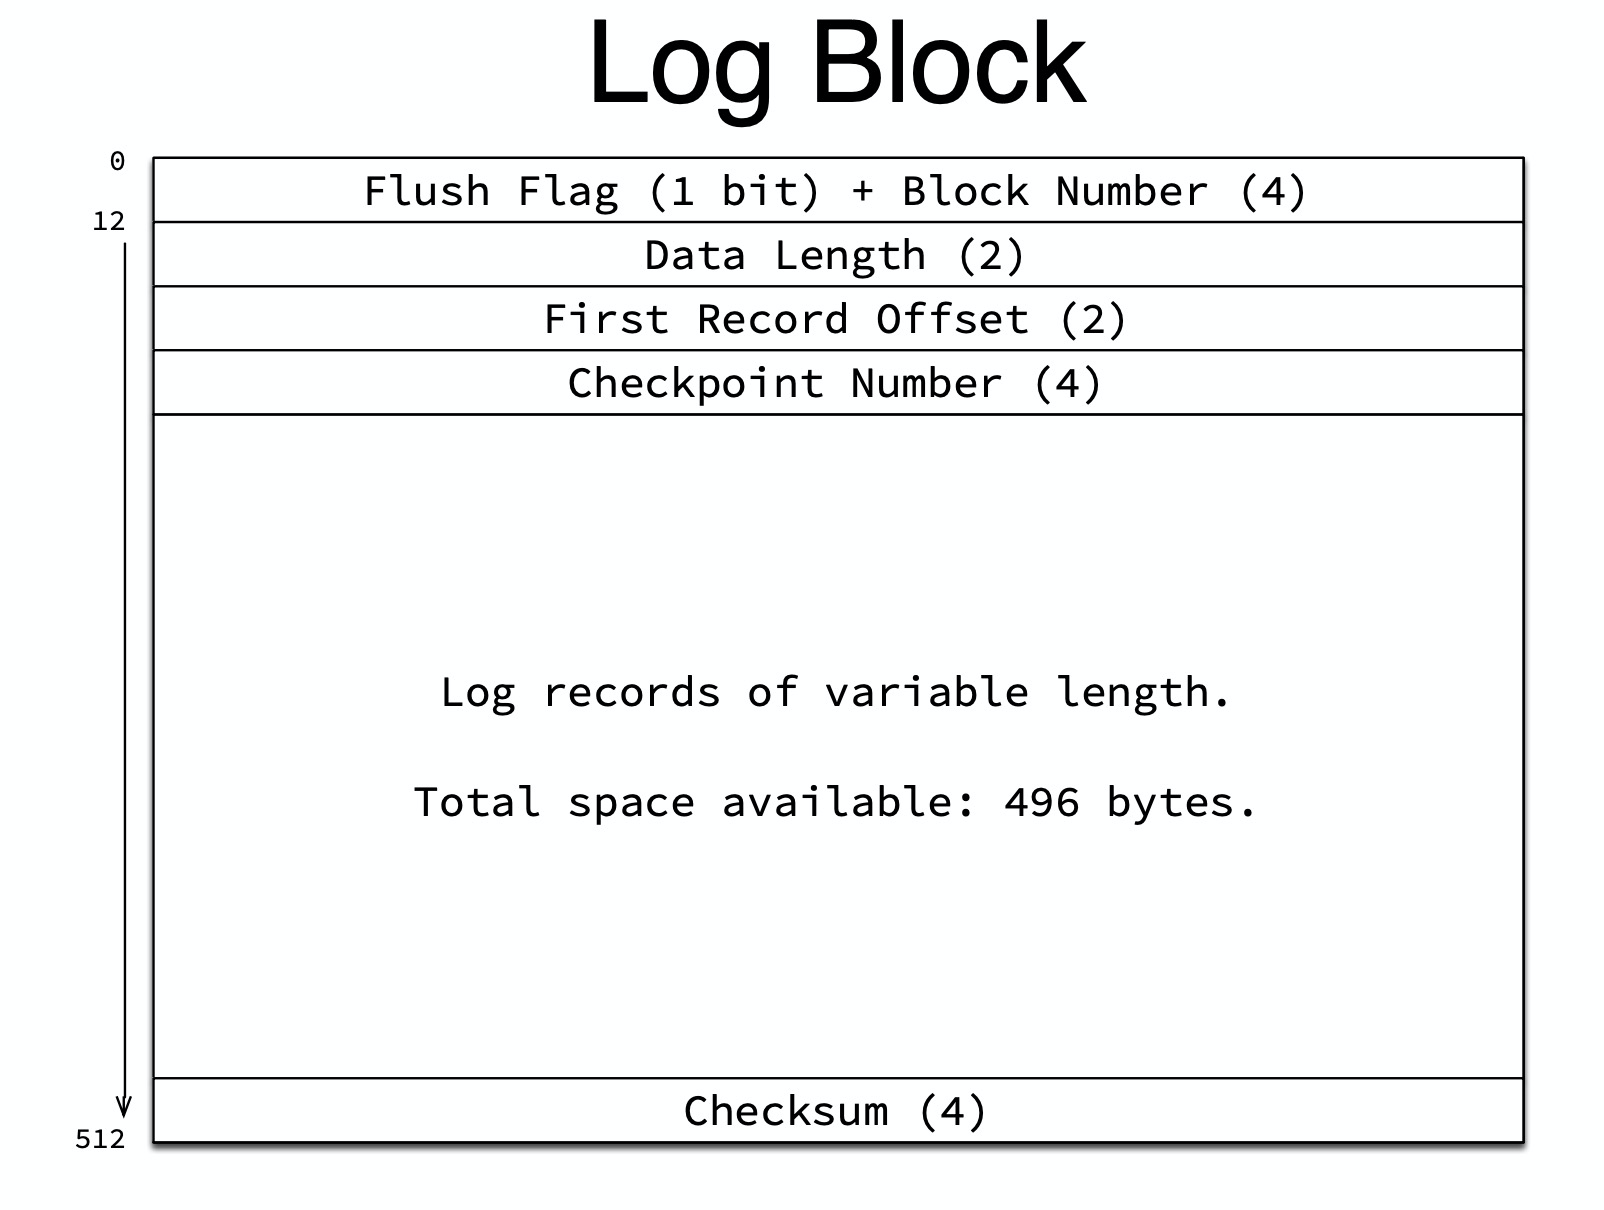 Log Block
0
Flush Flag (1 bit) + Block Number (4)
12
Data Length (2)
First Record Offset (2)
Checkpoint Number (4)
Log records of variable length.
Total space available: 496 bytes.
Checksum (4)
512